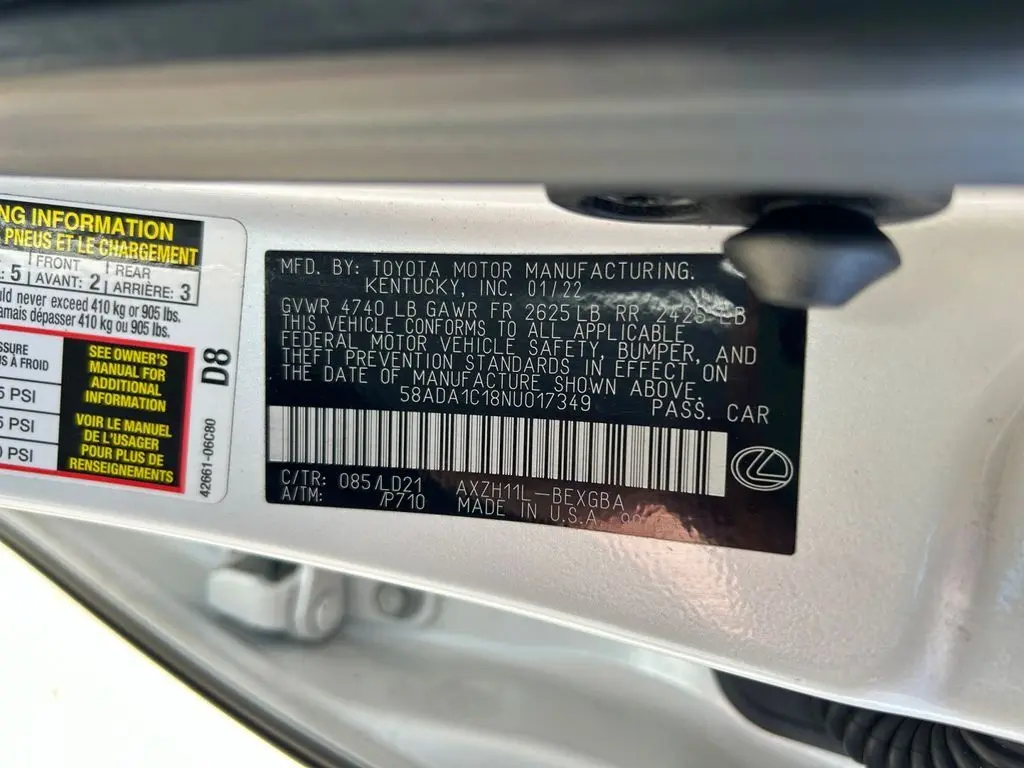 NG INFORMATION
PNEUS ET LE CHARGEMENT
5 FRONT AVANT: 2 REAR ARRIÈRE: 3
uld never exceed 410 kg or 905 lbs.
amais dépasser 410 kg ou 905 lbs.
SSURE
S À FROID
5 PSI
5 PSI
0 PSI
SEE OWNER'S
MANUAL FOR
ADDITIONAL
INFORMATION
VOIR LE MANUEL
DE L'USAGER
POUR PLUS DE
RENSEIGNEMENTS
D8
42661-06C80
MFD. BY: TOYOTA MOTOR MANUFACTURING,
KENTUCKY, INC. 01/22
GVWR 4740 LB GAWR FR 2625 LB RR 2425 LB
THIS VEHICLE CONFORMS TO ALL APPLICABLE
FEDERAL MOTOR VEHICLE SAFETY, BUMPER, AND
THEFT PREVENTION STANDARDS IN EFFECT ON
THE DATE OF MANUFACTURE SHOWN ABOVE.
58ADA1C18NU017349 PASS. CAR
C/TR: 085/LD21 AXZH11L-BEXGBA
A/TM: /P710 MADE IN U.S.A.